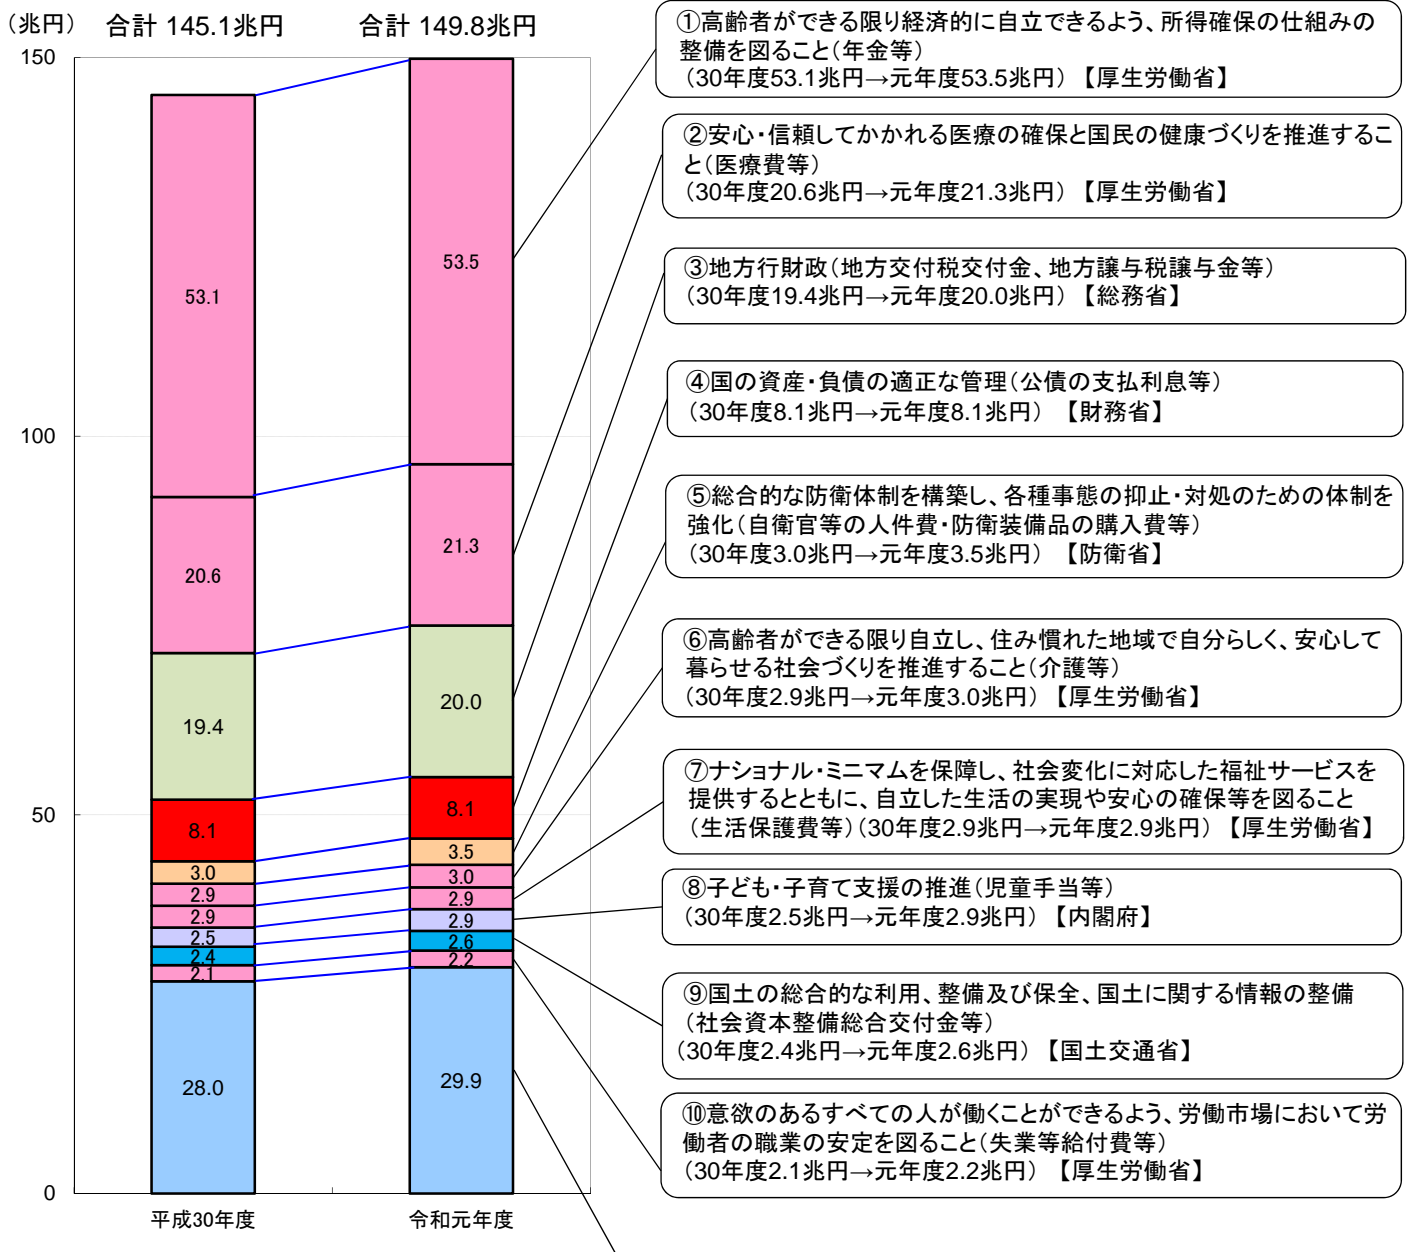 （兆円）
合計 145.1兆円
合計 149.8兆円
150
100
50
0
53.1
20.6
19.4
8.1
3.0
2.9
2.9
2.5
2.4
2.1
28.0
53.5
21.3
20.0
8.1
3.5
3.0
2.9
2.9
2.6
2.2
29.9
平成30年度
令和元年度
①高齢者ができる限り経済的に自立できるよう、所得確保の仕組みの
整備を図ること（年金等）
（30年度53.1兆円→元年度53.5兆円）【厚生労働省】
②安心・信頼してかかれる医療の確保と国民の健康づくりを推進するこ
と（医療費等）
（30年度20.6兆円→元年度21.3兆円）【厚生労働省】
③地方行財政（地方交付税交付金、地方譲与税譲与金等）
（30年度19.4兆円→元年度20.0兆円）【総務省】
④国の資産・負債の適正な管理（公債の支払利息等）
（30年度8.1兆円→元年度8.1兆円） 【財務省】
⑤総合的な防衛体制を構築し、各種事態の抑止・対処のための体制を
強化（自衛官等の人件費・防衛装備品の購入費等）
（30年度3.0兆円→元年度3.5兆円） 【防衛省】
⑥高齢者ができる限り自立し、住み慣れた地域で自分らしく、安心して
暮らせる社会づくりを推進すること（介護等）
（30年度2.9兆円→元年度3.0兆円）【厚生労働省】
⑦ナショナル・ミニマムを保障し、社会変化に対応した福祉サービスを
提供するとともに、自立した生活の実現や安心の確保等を図ること
（生活保護費等）（30年度2.9兆円→元年度2.9兆円）【厚生労働省】
⑧子ども・子育て支援の推進（児童手当等）
（30年度2.5兆円→元年度2.9兆円）【内閣府】
⑨国土の総合的な利用、整備及び保全、国土に関する情報の整備
（社会資本整備総合交付金等）
（30年度2.4兆円→元年度2.6兆円）【国土交通省】
⑩意欲のあるすべての人が働くことができるよう、労働市場において労
働者の職業の安定を図ること（失業等給付費等）
（30年度2.1兆円→元年度2.2兆円）【厚生労働省】